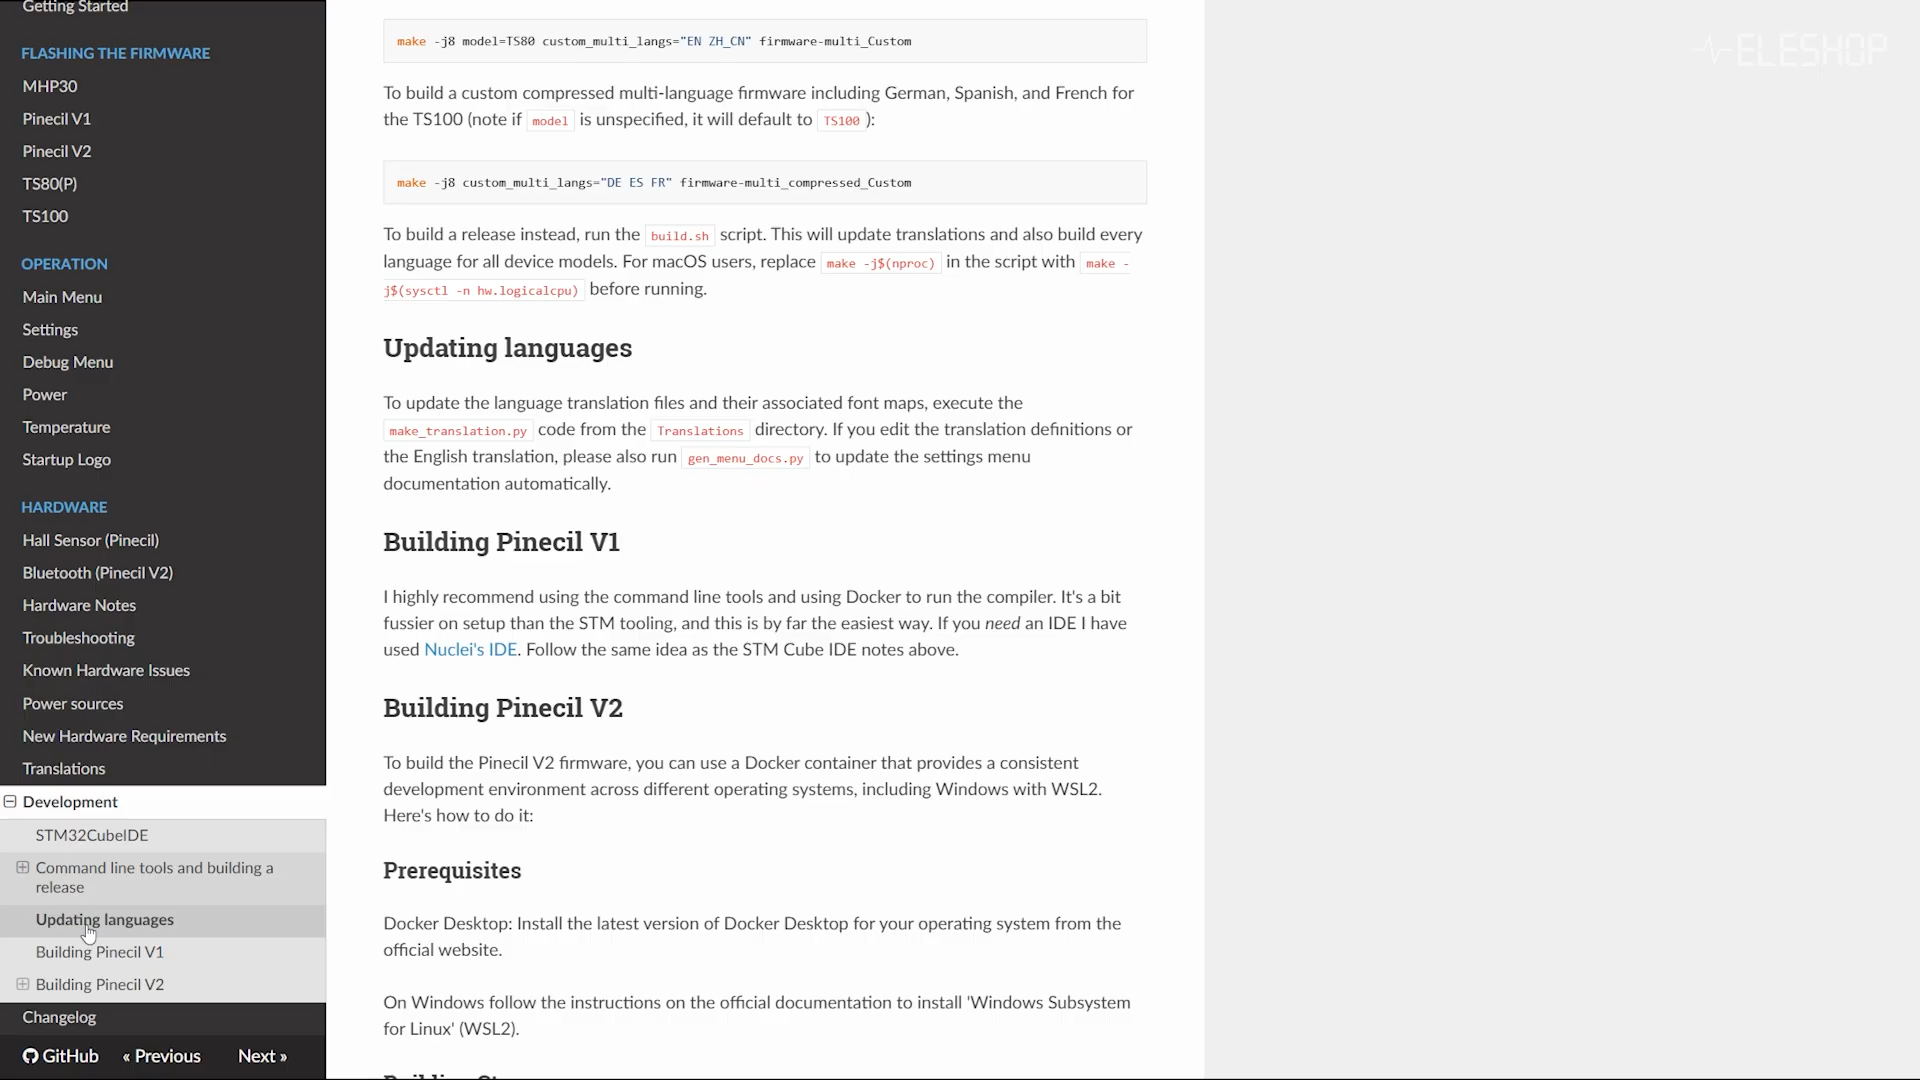 Getting Started
FLASHING THE FIRMWARE
MHP30
Pinecil V1
Pinecil V2
TS80(P)
TS100
OPERATION
Main Menu
Settings
Debug Menu
Power
Temperature
Startup Logo
HARDWARE
Hall Sensor (Pinecil)
Bluetooth (Pinecil V2)
Hardware Notes
Troubleshooting
Known Hardware Issues
Power sources
New Hardware Requirements
Translations
Development
STM32CubeIDE
Command line tools and building a
release
Updating languages
Building Pinecil V1
Building Pinecil V2
Changelog
GitHub « Previous Next »
make -j8 model=TS80 custom_multi_langs="EN ZH_CN" firmware-multi_Custom
To build a custom compressed multi-language firmware including German, Spanish, and French for
the TS100 (note if model is unspecified, it will default to TS100 ):
make -j8 custom_multi_langs="DE ES FR" firmware-multi_compressed_Custom
To build a release instead, run the build.sh script. This will update translations and also build every
language for all device models. For macOS users, replace make -j$(nproc) in the script with make -
j$(sysctl -n hw.logicalcpu) before running.
Updating languages
To update the language translation files and their associated font maps, execute the
make_translation.py code from the Translations directory. If you edit the translation definitions or
the English translation, please also run gen_menu_docs.py to update the settings menu
documentation automatically.
Building Pinecil V1
I highly recommend using the command line tools and using Docker to run the compiler. It's a bit
fussier on setup than the STM tooling, and this is by far the easiest way. If you need an IDE I have
used Nuclei's IDE. Follow the same idea as the STM Cube IDE notes above.
Building Pinecil V2
To build the Pinecil V2 firmware, you can use a Docker container that provides a consistent
development environment across different operating systems, including Windows with WSL2.
Here's how to do it:
Prerequisites
Docker Desktop: Install the latest version of Docker Desktop for your operating system from the
official website.
On Windows follow the instructions on the official documentation to install 'Windows Subsystem
for Linux' (WSL2).
ELESHOP